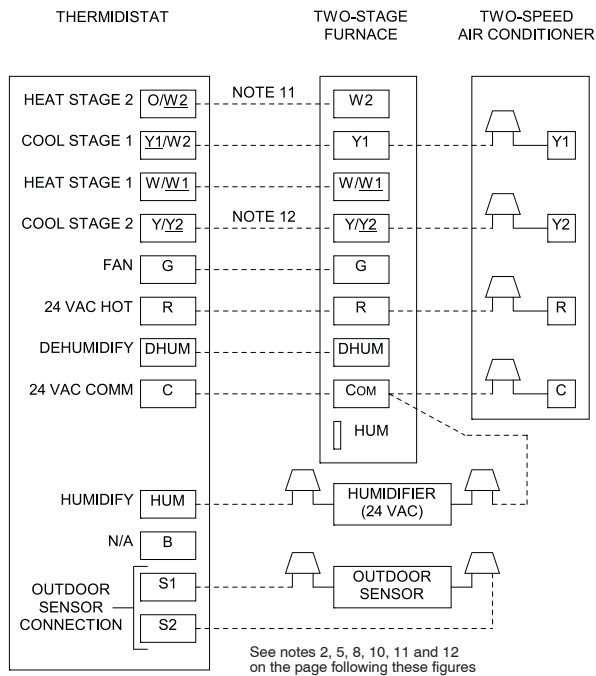 THERMIDISTAT
TWO-STAGE
FURNACE
TWO-SPEED
AIR CONDITIONER
HEAT STAGE 2 O/W2 NOTE 11 W2
COOL STAGE 1 Y1/W2 Y1 Y1
HEAT STAGE 1 W/W1 W/W1
COOL STAGE 2 Y/Y2 NOTE 12 Y/Y2 Y2
FAN G G
24 VAC HOT R R R
DEHUMIDIFY DHUM DHUM
24 VAC COMM C COM C
HUM
HUMIDIFY HUM HUMIDIFIER
(24 VAC)
N/A B
S1 OUTDOOR
SENSOR
OUTDOOR
SENSOR
CONNECTION
S2
See notes 2, 5, 8, 10, 11 and 12
on the page following these figures